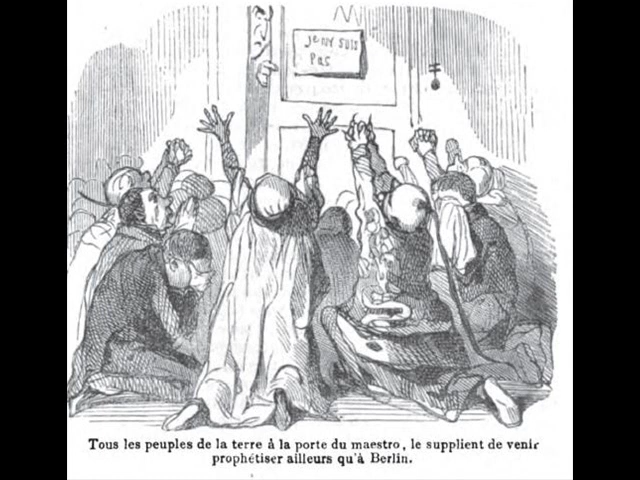 Je NY SUIS
Pas
Tous les peuples de la terre à la porte du maestro, le supplient de venir
prophétiser ailleurs qu'à Berlin.